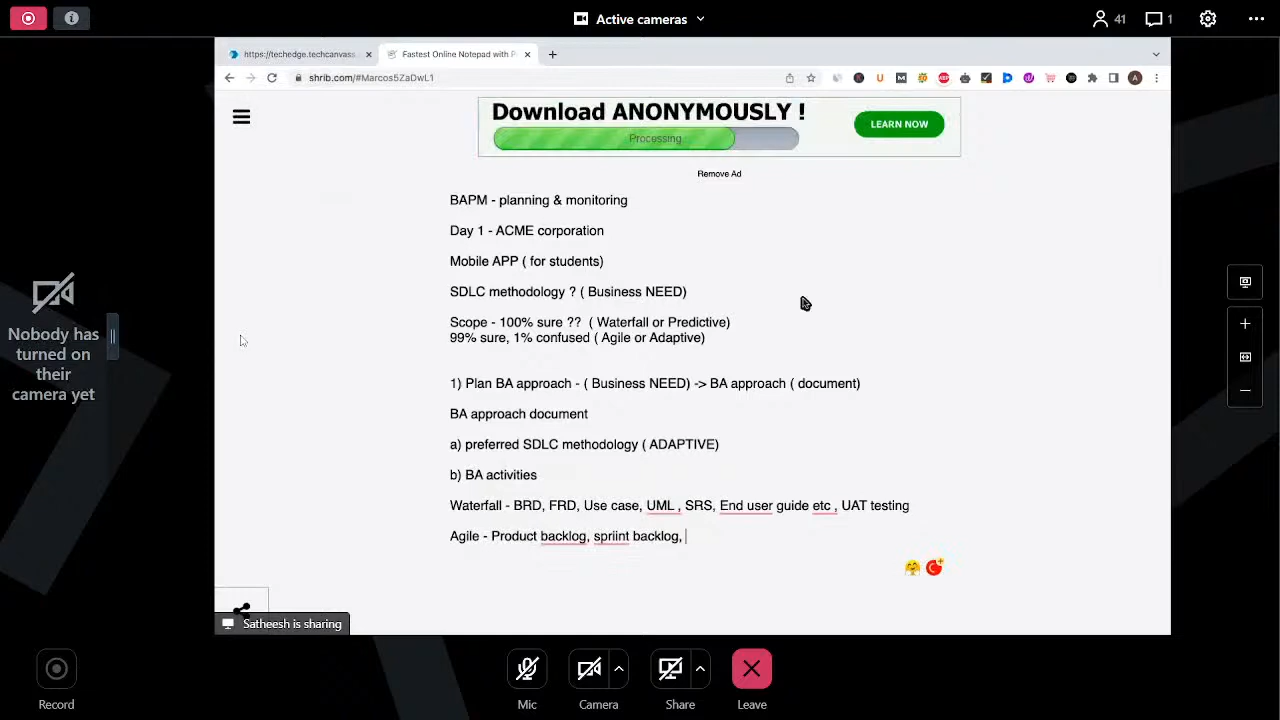 Active cameras
41
1
https://techedge.techcanvass
Fastest Online Notepad with P
shrib.com/#Marcos5ZaDwL1
Download ANONYMOUSLY !
Processing
LEARN NOW
Remove Ad
BAPM - planning & monitoring
Day 1 - ACME corporation
Mobile APP ( for students)
SDLC methodology ? ( Business NEED)
Scope - 100% sure ?? ( Waterfall or Predictive)
99% sure, 1% confused ( Agile or Adaptive)
1) Plan BA approach - ( Business NEED) -> BA approach ( document)
BA approach document
a) preferred SDLC methodology ( ADAPTIVE)
b) BA activities
Waterfall - BRD, FRD, Use case, UML , SRS, End user guide etc , UAT testing
Agile - Product backlog, spriint backlog,
Nobody has
turned on
their
camera yet
Satheesh is sharing
Record
Mic
Camera
Share
Leave